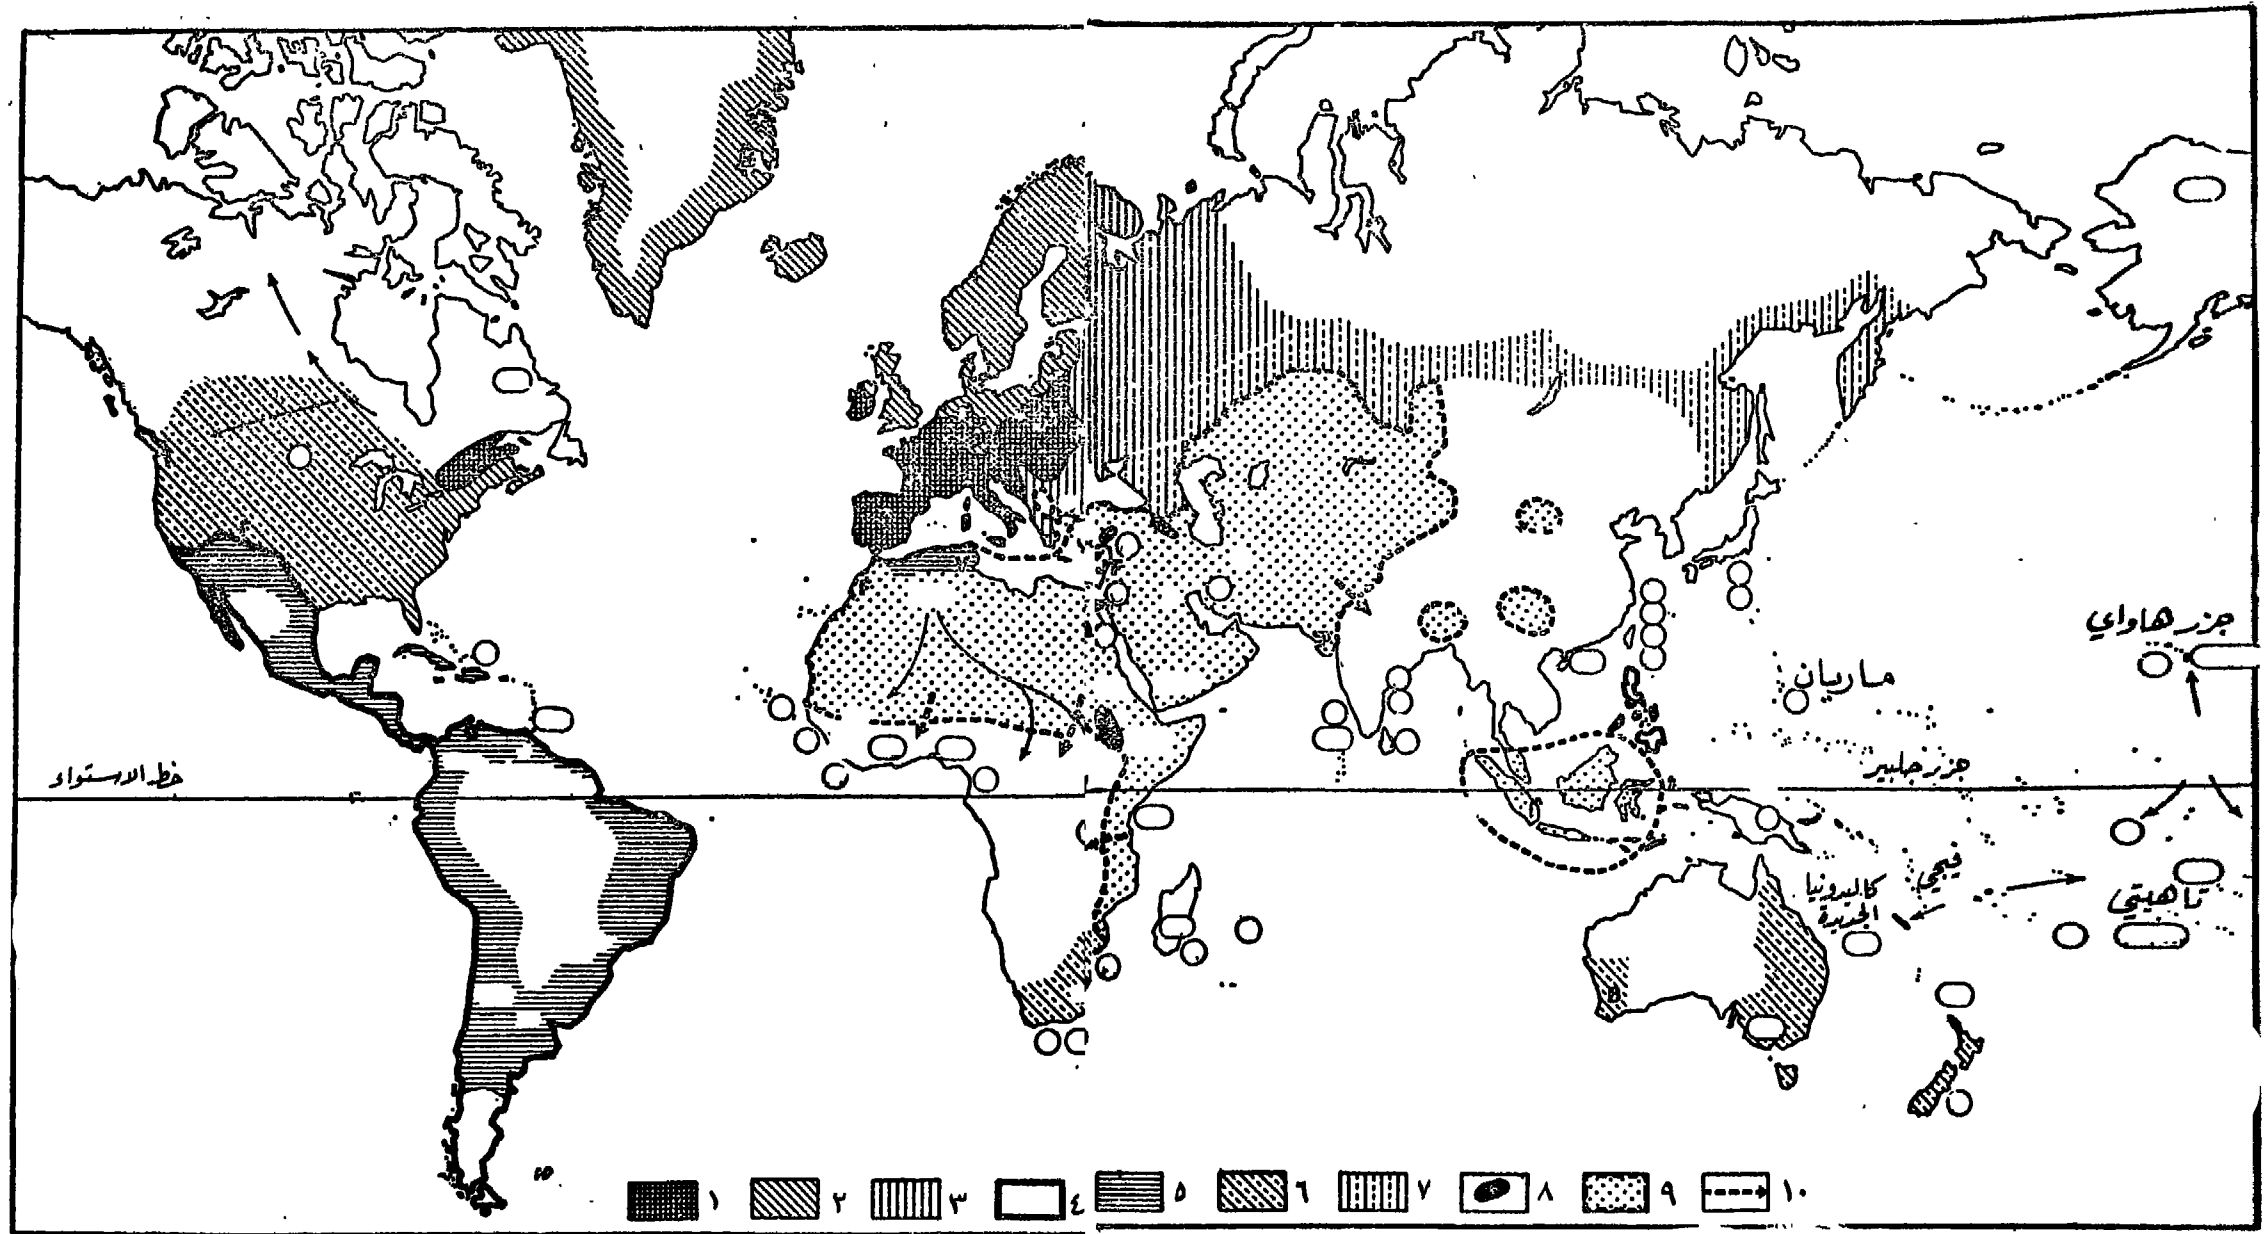 جزر هاواي
ماريان
خط الاستواء
جزر جلبير
فيجي
كاليدونيا
الجديدة
تاهيتي
١ ٢ ٣ ٤ ٥ ٦ ٧ ٨ ٩ ١٠